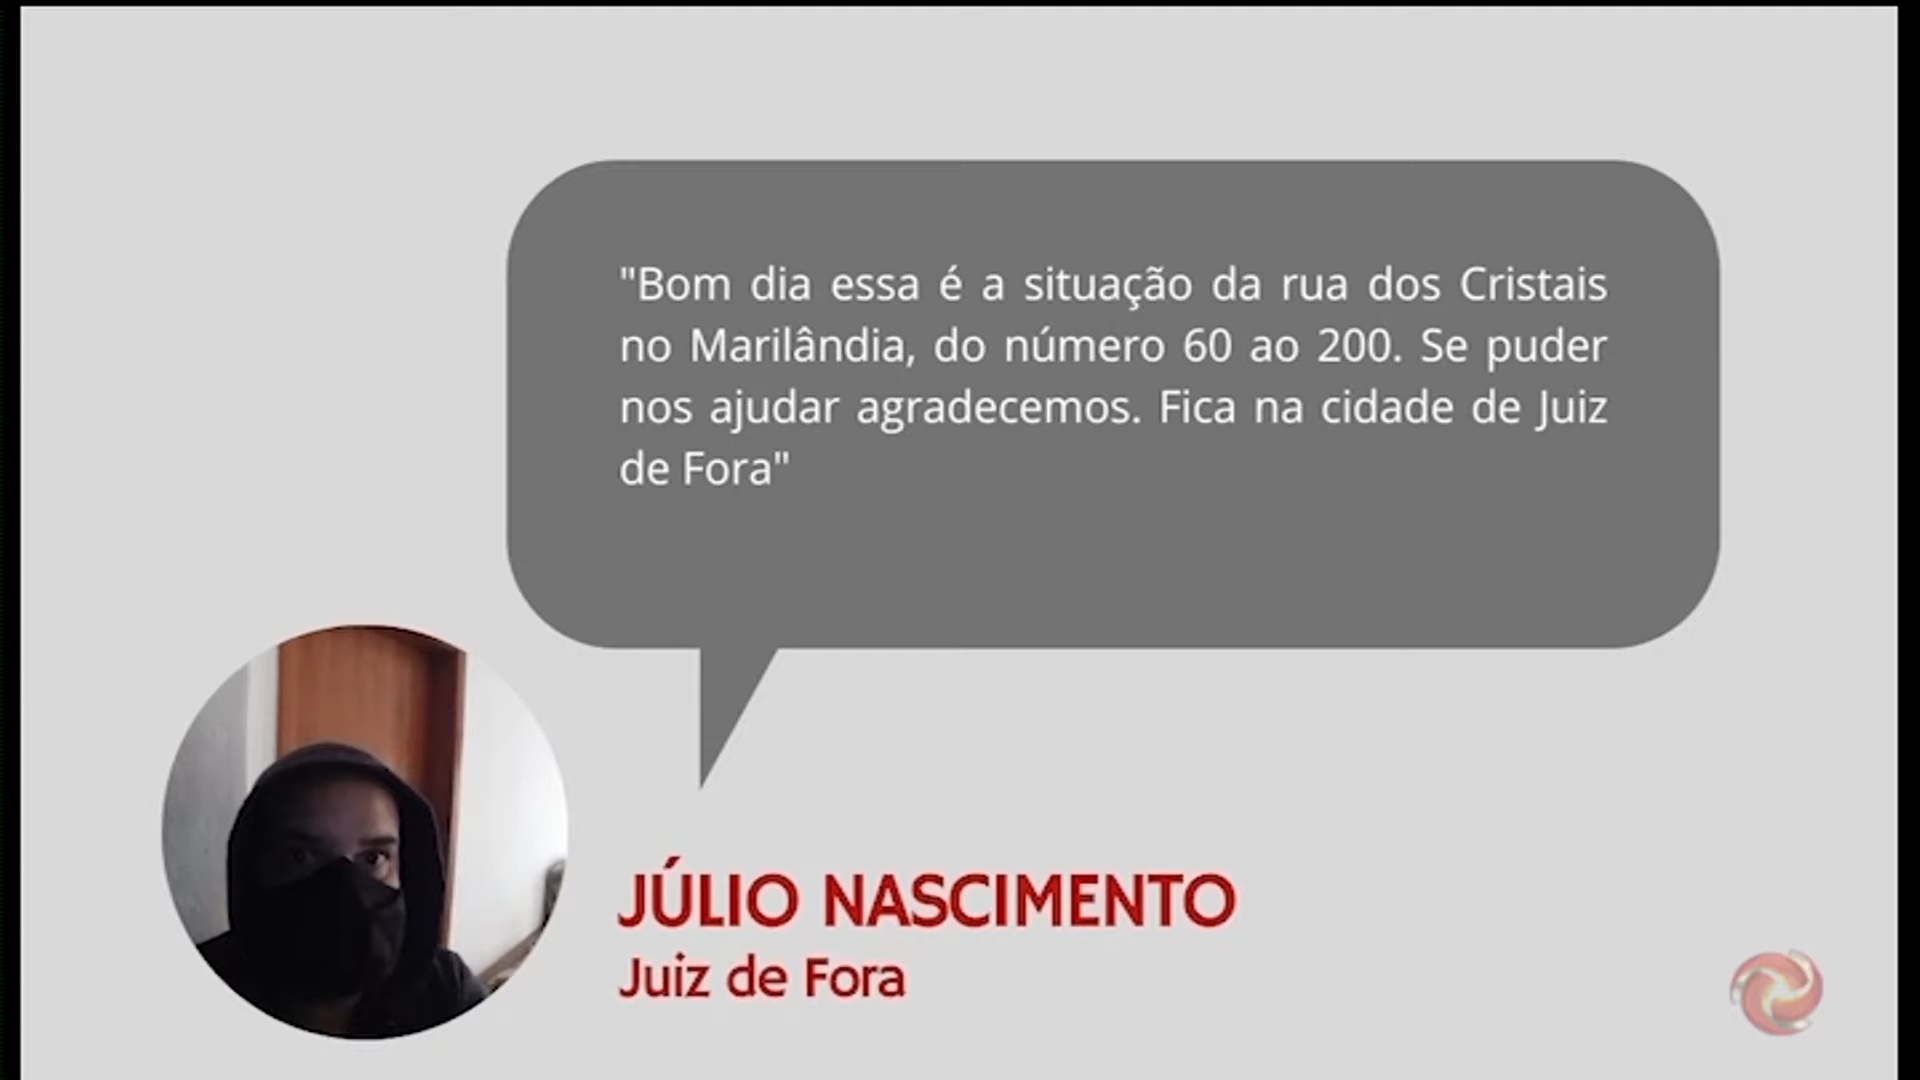 "Bom dia essa é a situação da rua dos Cristais
no Marilândia, do número 60 ao 200. Se puder
nos ajudar agradecemos. Fica na cidade de Juiz
de Fora"
JÚLIO NASCIMENTO
Juiz de Fora